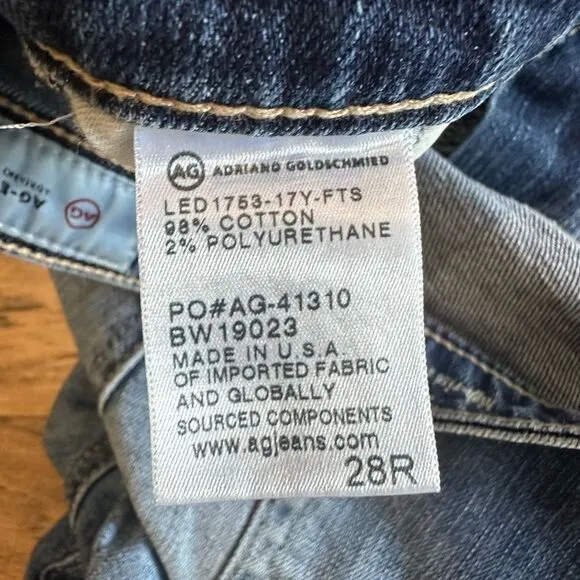 AG ADRIANO GOLDSCHMIED
LED1753-17Y-FTS
98% COTTON
2% POLYURETHANE
PO#AG-41310
BW19023
MADE IN U.S.A
OF IMPORTED FABRIC
AND GLOBALLY
SOURCED COMPONENTS
www.agjeans.com
28R
AG